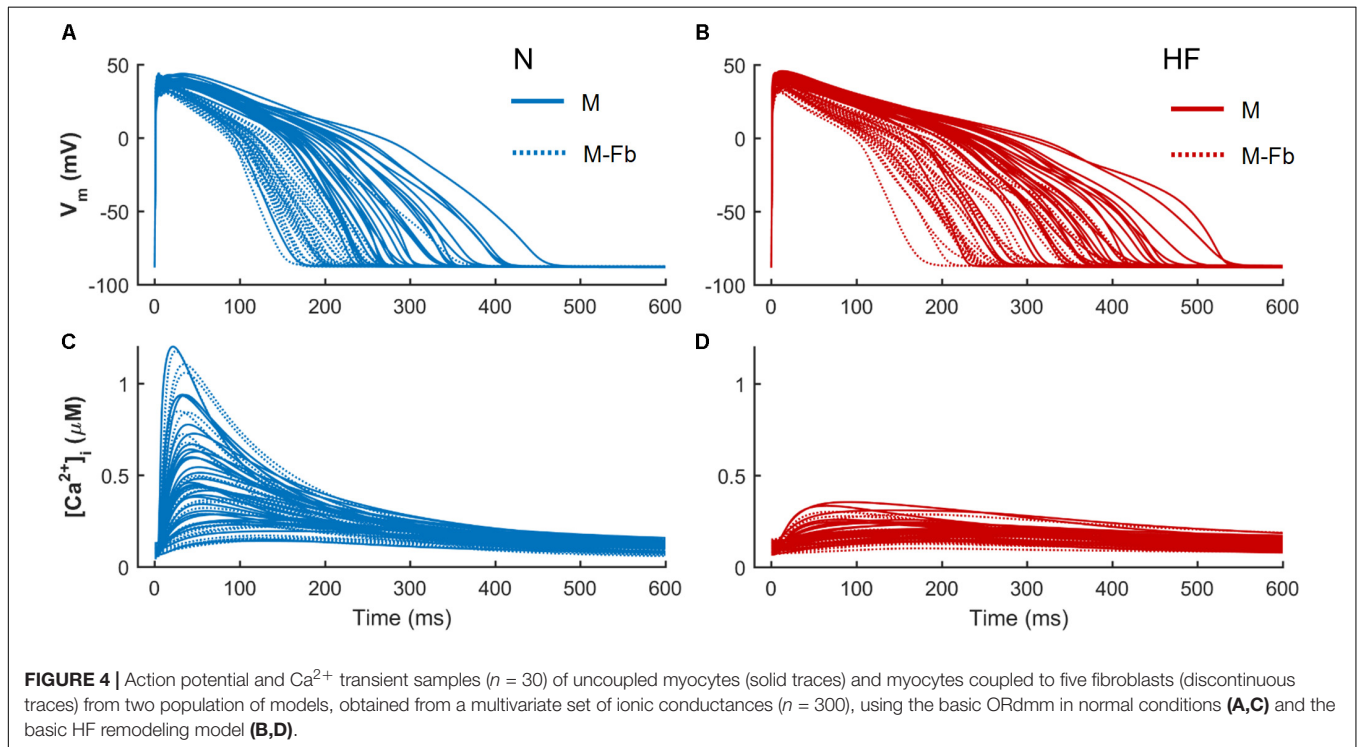 A
B
N
HF
M
M-Fb
M
M-Fb
V_m (mV)
50
0
-50
-100
0 100 200 300 400 500 600
50
0
-50
-100
0 100 200 300 400 500 600
C
D
[Ca²⁺]ᵢ (μM)
1
0.5
0
0 100 200 300 400 500 600
Time (ms)
1
0.5
0
0 100 200 300 400 500 600
Time (ms)
FIGURE 4 | Action potential and Ca²⁺ transient samples (n = 30) of uncoupled myocytes (solid traces) and myocytes coupled to five fibroblasts (discontinuous
traces) from two population of models, obtained from a multivariate set of ionic conductances (n = 300), using the basic ORdmm in normal conditions (A,C) and the
basic HF remodeling model (B,D).